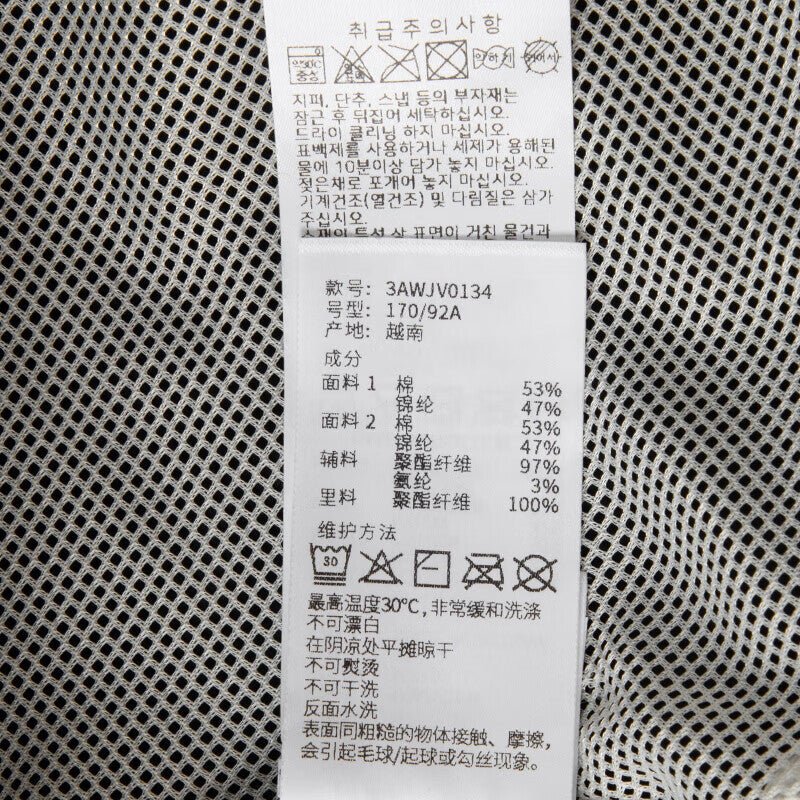 취급주의사항
지퍼, 단추, 스냅 등의 부자재는
잠근 후 뒤집어 세탁하십시오.
드라이 클리닝 하지 마십시오.
표백제를 사용하거나 세제가 용해된
물에 10분이상 담가 놓지 마십시오.
젖은채로 포개어 놓지 마십시오.
기계건조(열건조) 및 다림질은 삼가
주십시오.
특성 상 표면이 거친 물건과
款号: 3AWJV0134
号型: 170/92A
产地: 越南
成分
面料 1 棉 53%
锦纶 47%
面料 2 棉 53%
锦纶 47%
辅料 聚酯纤维 97%
氨纶 3%
里料 聚酯纤维 100%
维护方法
30
最高温度30℃, 非常缓和洗涤
不可漂白
在阴凉处平摊晾干
不可熨烫
不可干洗
反面水洗
表面同粗糙的物体接触、摩擦,
会引起毛球/起球或勾丝现象。